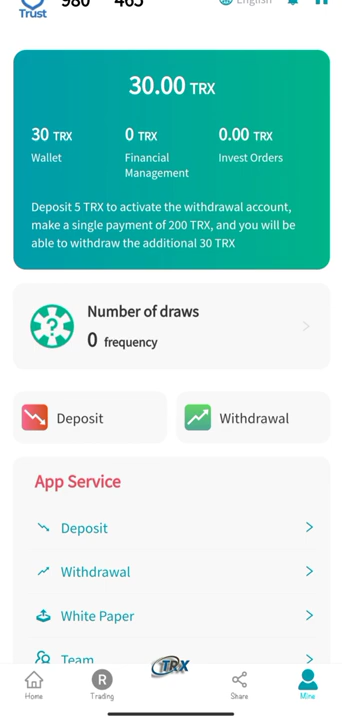 Trust
980 465
English
30.00 TRX
30 TRX
0 TRX
0.00 TRX
Wallet
Financial
Management
Invest Orders
Deposit 5 TRX to activate the withdrawal account,
make a single payment of 200 TRX, and you will be
able to withdraw the additional 30 TRX
Number of draws
0 frequency
Deposit
Withdrawal
App Service
Deposit
Withdrawal
White Paper
Team
TRX
R
Home
Trading
Share
Mine